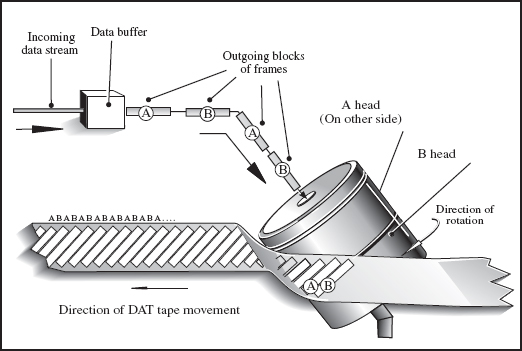 Incoming
data stream
Data buffer
Outgoing blocks
of frames
A
B
A
B
A head
(On other side)
B head
Direction of
rotation
ABABABABABABABA....
A B
Direction of DAT tape movement